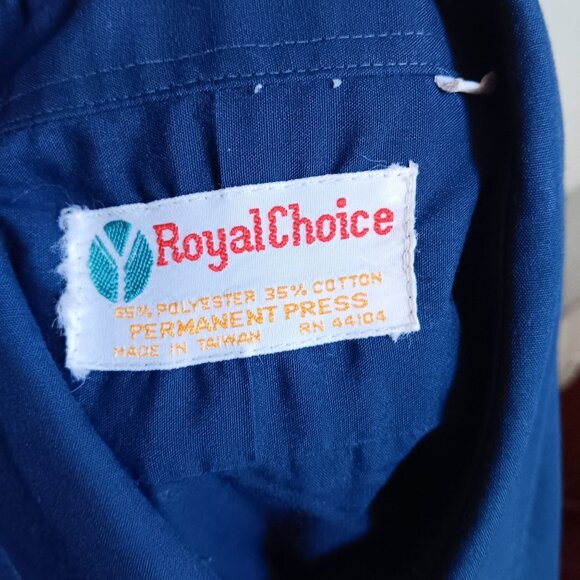 RoyalChoice
65% POLYESTER 35% COTTON
PERMANENT PRESS
MADE IN TAIWAN RN 44104